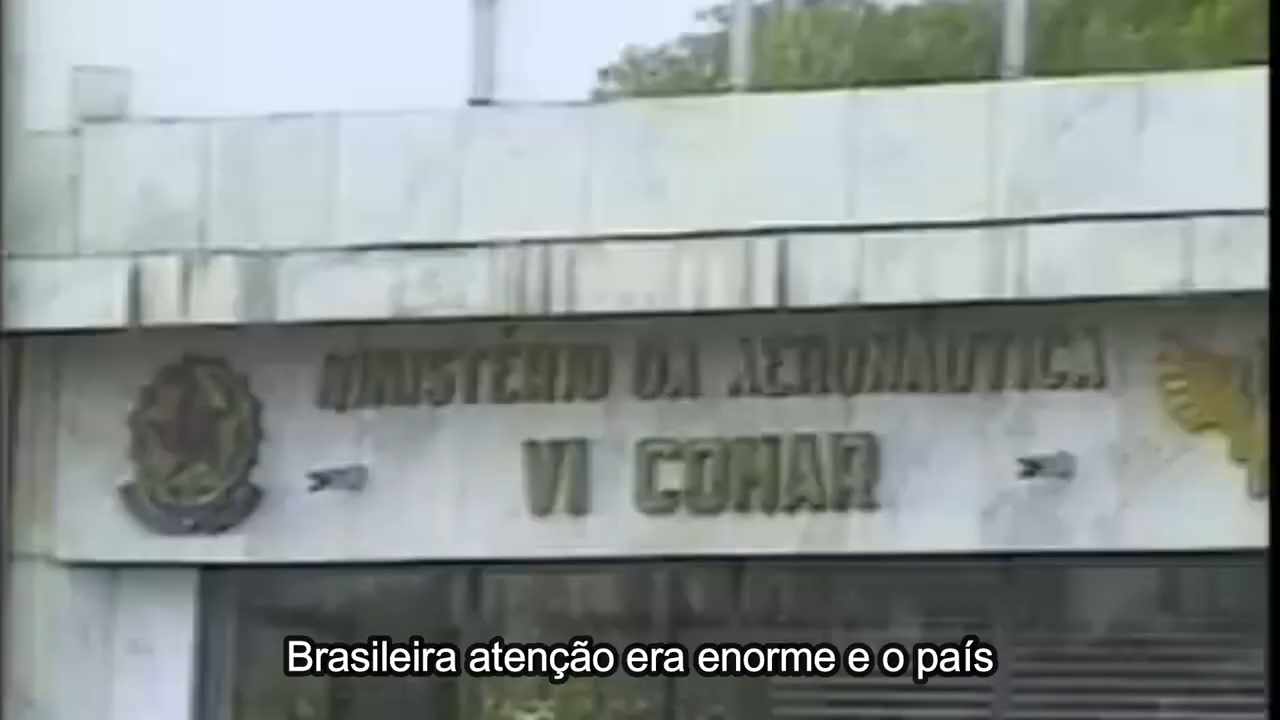 MINISTÉRIO DA AERONÁUTICA
VI COMAR
Brasileira atenção era enorme e o país